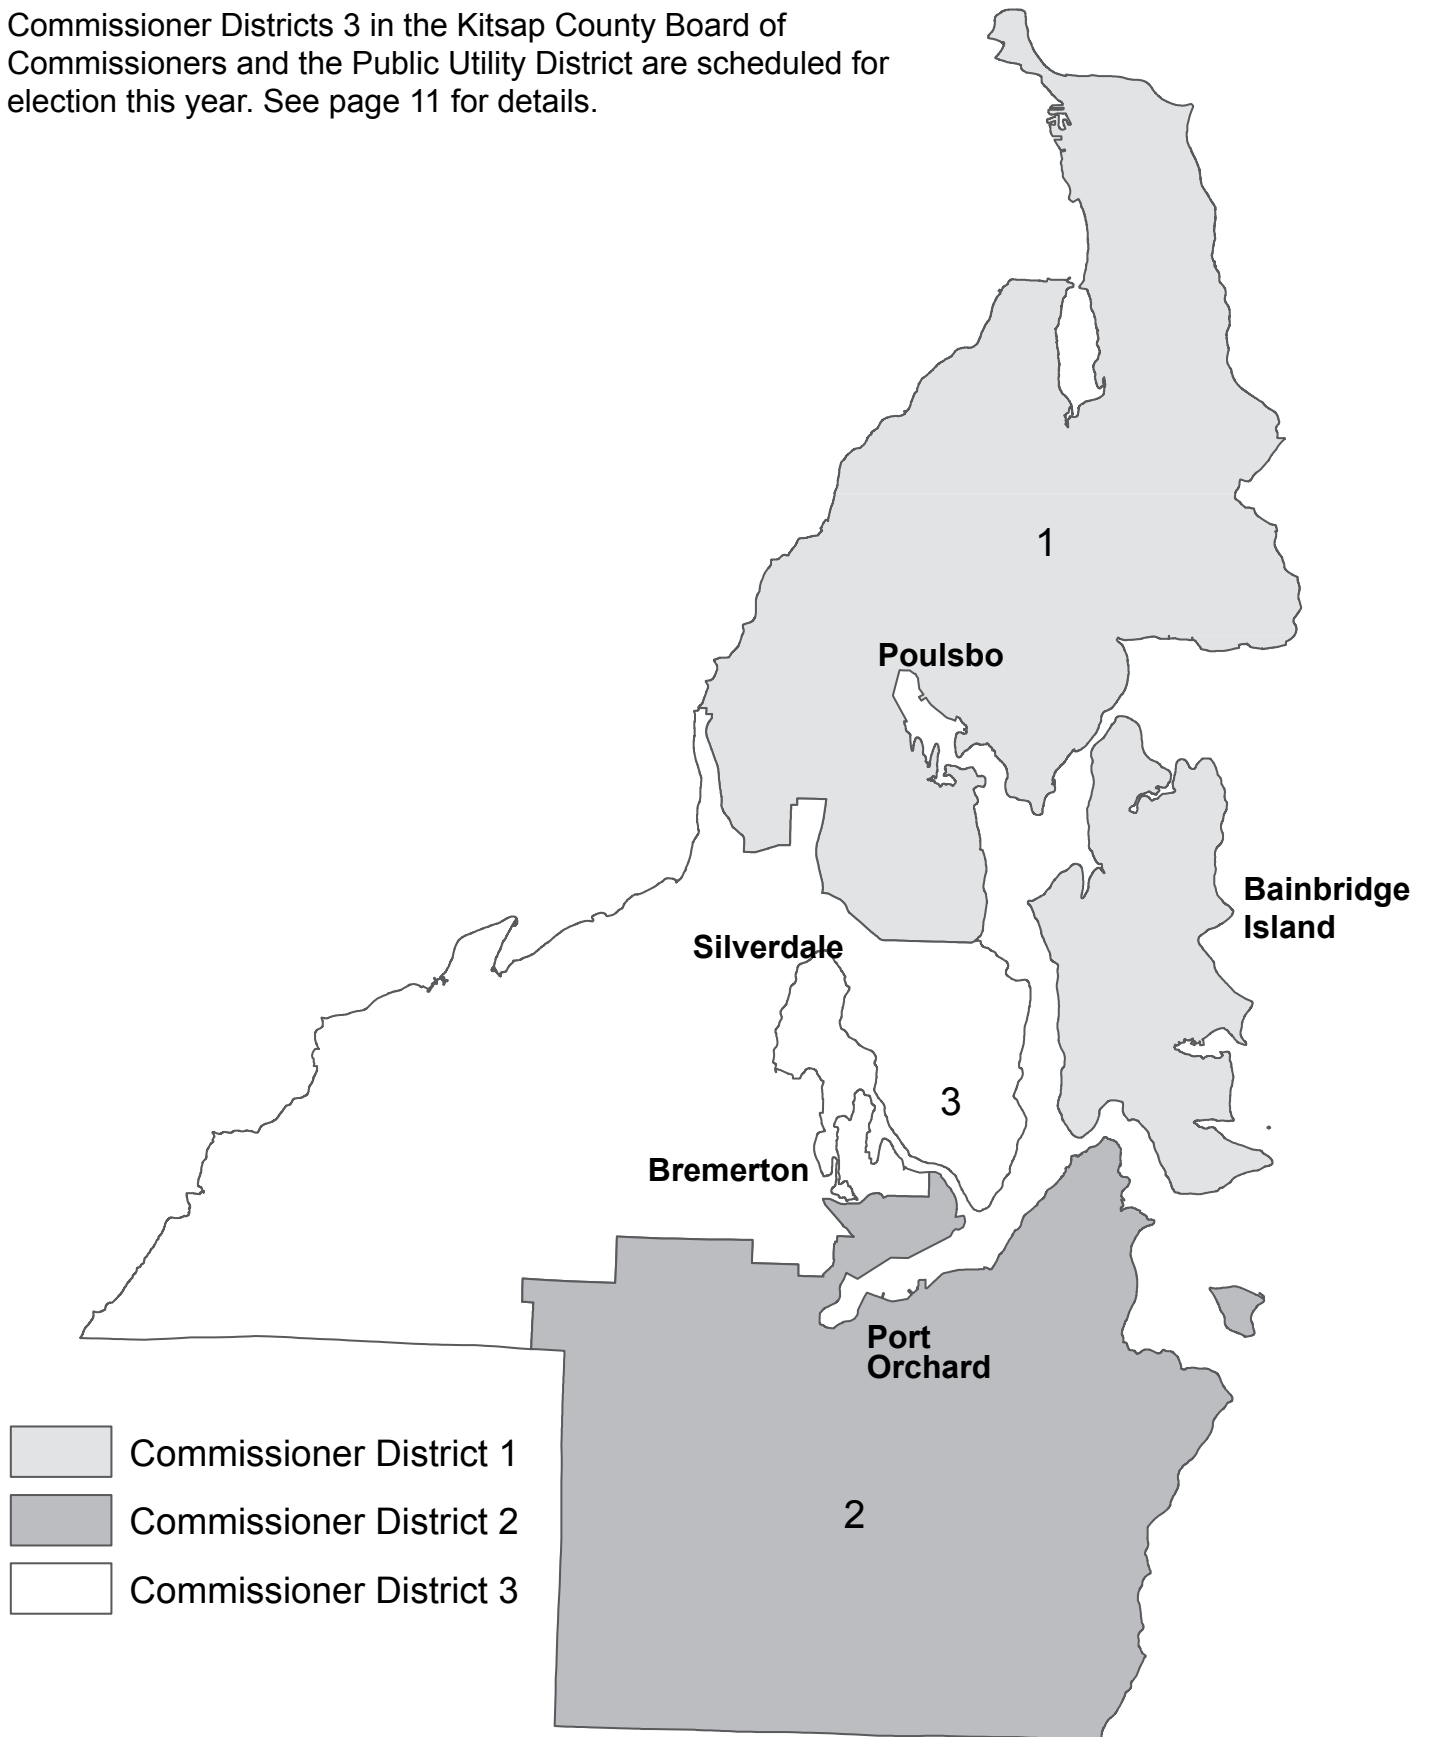 Commissioner Districts 3 in the Kitsap County Board of
Commissioners and the Public Utility District are scheduled for
election this year. See page 11 for details.
1
Poulsbo
Bainbridge
Island
Silverdale
3
Bremerton
Port
Orchard
Commissioner District 1
Commissioner District 2
Commissioner District 3
2